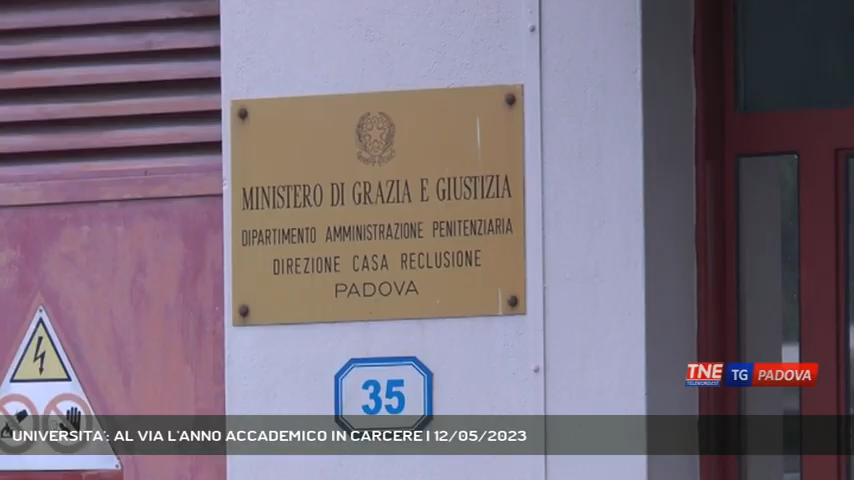 MINISTERO DI GRAZIA E GIUSTIZIA
DIPARTIMENTO AMMINISTRAZIONE PENITENZIARIA
DIREZIONE CASA RECLUSIONE
PADOVA
35
TNE TG PADOVA
TELENORDEST
UNIVERSITA': AL VIA L'ANNO ACCADEMICO IN CARCERE | 12/05/2023